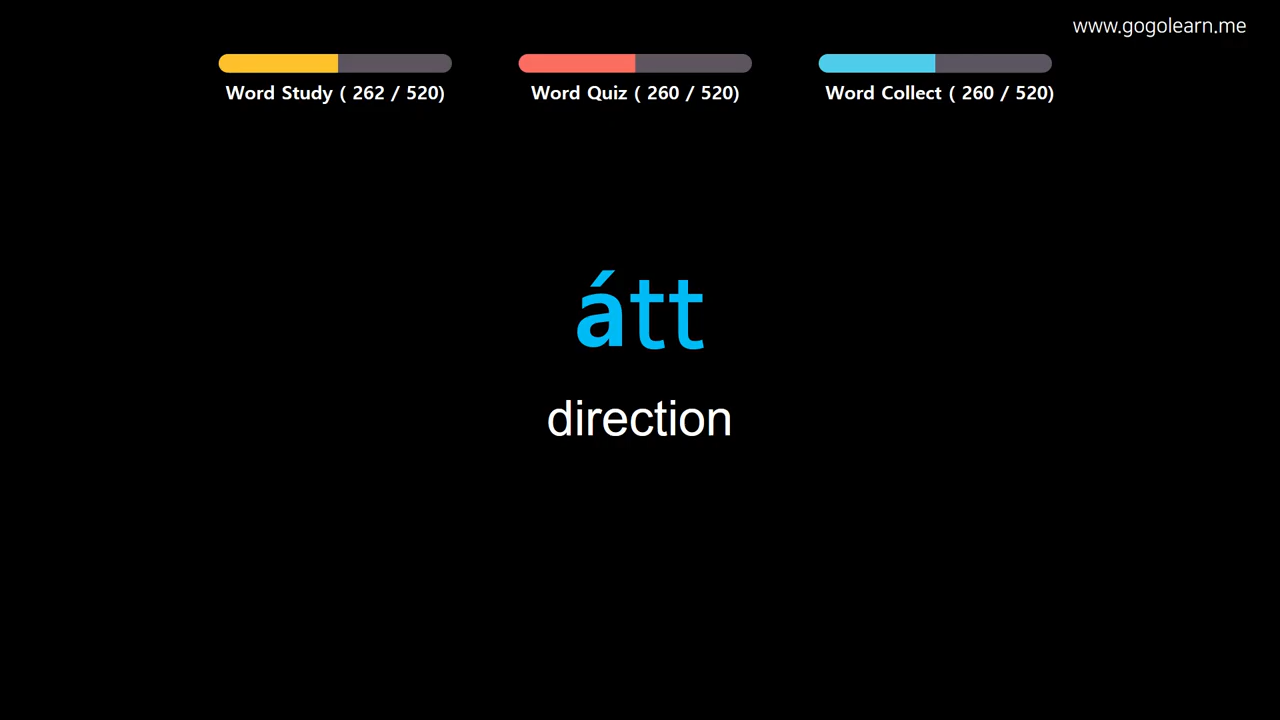 www.gogolearn.me
Word Study ( 262 / 520)
Word Quiz ( 260 / 520)
Word Collect ( 260 / 520)
átt
direction